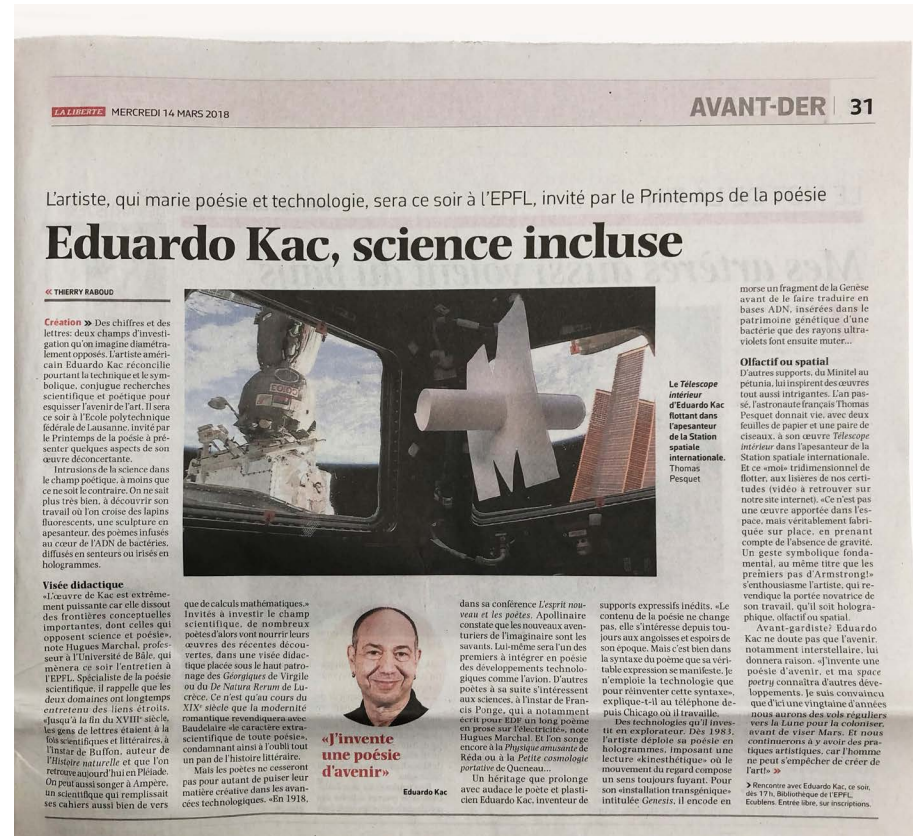 LA LIBERTÉ MERCREDI 14 MARS 2018
AVANT-DER 31
L'artiste, qui marie poésie et technologie, sera ce soir à l'EPFL, invité par le Printemps de la poésie
Eduardo Kac, science incluse
« THIERRY RABOUD
Création » Des chiffres et des
lettres: deux champs d'investi-
gation qu'on imagine diamétra-
lement opposés. L'artiste améri-
cain Eduardo Kac réconcilie
pourtant la technique et le sym-
bolique, conjugue recherches
scientifique et poétique pour
esquisser l'avenir de l'art. Il sera
ce soir à l'Ecole polytechnique
fédérale de Lausanne, invité par
le Printemps de la poésie à pré-
senter quelques aspects de son
œuvre déconcertante.
Intrusions de la science dans
le champ poétique, à moins que
ce ne soit le contraire. On ne sait
plus très bien, à découvrir son
travail où l'on croise des lapins
fluorescents, une sculpture en
apesanteur, des poèmes infusés
au cœur de l'ADN de bactéries,
diffusés en senteurs ou irisés en
hologrammes.
Visée didactique
«L'œuvre de Kac est extrême-
ment puissante car elle dissout
des frontières conceptuelles
importantes, dont celles qui
opposent science et poésie»,
note Hugues Marchal, profes-
seur à l'Université de Bâle, qui
mènera ce soir l'entretien à
l'EPFL. Spécialiste de la poésie
scientifique, il rappelle que les
deux domaines ont longtemps
entretenu des liens étroits.
«Jusqu'à la fin du XVIIIe siècle,
les gens de lettres étaient à la
fois scientifiques et littéraires, à
l'instar de Buffon, auteur de
l'Histoire naturelle et que l'on
retrouve aujourd'hui en Pléiade.
On peut aussi songer à Ampère,
un scientifique qui remplissait
ses cahiers aussi bien de vers
que de calculs mathématiques.»
Invités à investir le champ
scientifique, de nombreux
poètes d'alors vont nourrir leurs
œuvres des récentes décou-
vertes, dans une visée didac-
tique placée sous le haut patro-
nage des Géorgiques de Virgile
ou du De Natura Rerum de Lu-
crèce. Ce n'est qu'au cours du
XIXe siècle que la modernité
romantique revendiquera avec
Baudelaire «le caractère extra-
scientifique de toute poésie»,
condamnant ainsi à l'oubli tout
un pan de l'histoire littéraire.
Mais les poètes ne cesseront
pas pour autant de puiser leur
matière créative dans les avan-
cées technologiques. «En 1918,
«J'invente
une poésie
d'avenir»
Eduardo Kac
dans sa conférence L'esprit nou-
veau et les poètes, Apollinaire
constate que les nouveaux aven-
turiers de l'imaginaire sont les
savants. Lui-même sera l'un des
premiers à intégrer en poésie
des développements technolo-
giques comme l'avion. D'autres
poètes à sa suite s'intéressent
aux sciences, à l'instar de Fran-
cis Ponge, qui a notamment
écrit pour EDF un long poème
en prose sur l'électricité», note
Hugues Marchal. Et l'on songe
encore à la Physique amusante de
Réda ou à la Petite cosmologie
portative de Queneau...
Un héritage que prolonge
avec audace le poète et plasti-
cien Eduardo Kac, inventeur de
supports expressifs inédits. «Le
contenu de la poésie ne change
pas, elle s'intéresse depuis tou-
jours aux angoisses et espoirs de
son époque. Mais c'est bien dans
la syntaxe du poème que sa véri-
table expression se manifeste. Je
n'emploie la technologie que
pour réinventer cette syntaxe»,
explique-t-il au téléphone de-
puis Chicago où il travaille.
Des technologies qu'il inves-
tit en explorateur. Dès 1983,
l'artiste déploie sa poésie en
hologrammes, imposant une
lecture «kinesthétique» où le
mouvement du regard compose
un sens toujours fuyant. Pour
son «installation transgénique»
intitulée Genesis, il encode en
Le Télescope
intérieur
d'Eduardo Kac
flottant dans
l'apesanteur
de la Station
spatiale
internationale.
Thomas
Pesquet
morse un fragment de la Genèse
avant de le faire traduire en
bases ADN, insérées dans le
patrimoine génétique d'une
bactérie que des rayons ultra-
violets font ensuite muter...
Olfactif ou spatial
D'autres supports, du Minitel au
pétunia, lui inspirent des œuvres
tout aussi intrigantes. L'an pas-
sé, l'astronaute français Thomas
Pesquet donnait vie, avec deux
feuilles de papier et une paire de
ciseaux, à son œuvre Télescope
intérieur dans l'apesanteur de la
Station spatiale internationale.
Et ce «moi» tridimensionnel de
flotter, aux lisières de nos certi-
tudes (vidéo à retrouver sur
notre site internet). «Ce n'est pas
une œuvre apportée dans l'es-
pace, mais véritablement fabri-
quée sur place, en prenant
compte de l'absence de gravité.
Un geste symbolique fonda-
mental, au même titre que les
premiers pas d'Armstrong!»
s'enthousiasme l'artiste, qui re-
vendique la portée novatrice de
son travail, qu'il soit hologra-
phique, olfactif ou spatial.
Avant-gardiste? Eduardo
Kac ne doute pas que l'avenir,
notamment interstellaire, lui
donnera raison. «J'invente une
poésie d'avenir, et ma space
poetry connaîtra d'autres déve-
loppements. Je suis convaincu
que d'ici une vingtaine d'années
nous aurons des vols réguliers
vers la Lune pour la coloniser,
avant de viser Mars. Et nous
continuerons à y avoir des pra-
tiques artistiques, car l'homme
ne peut s'empêcher de créer de
l'art!» »
> Rencontre avec Eduardo Kac, ce soir,
dès 17 h, Bibliothèque de l'EPFL,
Ecublens. Entrée libre, sur inscriptions.